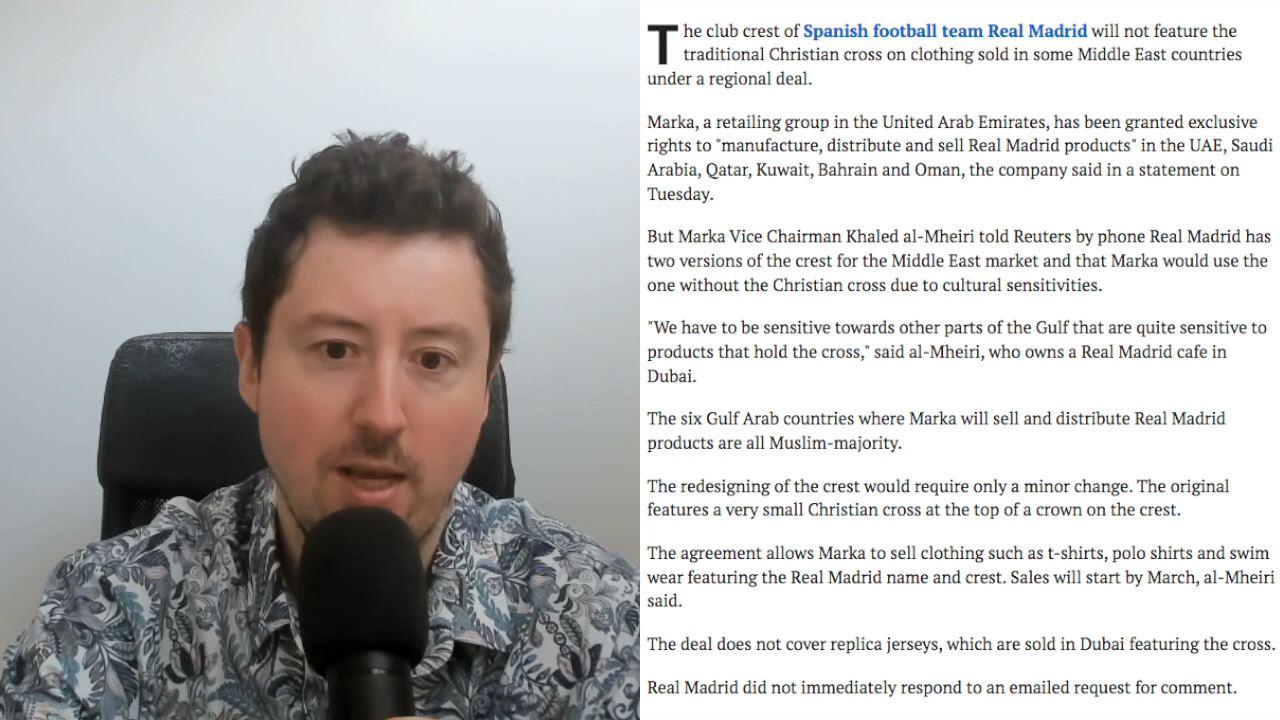 The club crest of Spanish football team Real Madrid will not feature the
traditional Christian cross on clothing sold in some Middle East countries
under a regional deal.
Marka, a retailing group in the United Arab Emirates, has been granted exclusive
rights to "manufacture, distribute and sell Real Madrid products" in the UAE, Saudi
Arabia, Qatar, Kuwait, Bahrain and Oman, the company said in a statement on
Tuesday.
But Marka Vice Chairman Khaled al-Mheiri told Reuters by phone Real Madrid has
two versions of the crest for the Middle East market and that Marka would use the
one without the Christian cross due to cultural sensitivities.
"We have to be sensitive towards other parts of the Gulf that are quite sensitive to
products that hold the cross," said al-Mheiri, who owns a Real Madrid cafe in
Dubai.
The six Gulf Arab countries where Marka will sell and distribute Real Madrid
products are all Muslim-majority.
The redesigning of the crest would require only a minor change. The original
features a very small Christian cross at the top of a crown on the crest.
The agreement allows Marka to sell clothing such as t-shirts, polo shirts and swim
wear featuring the Real Madrid name and crest. Sales will start by March, al-Mheiri
said.
The deal does not cover replica jerseys, which are sold in Dubai featuring the cross.
Real Madrid did not immediately respond to an emailed request for comment.